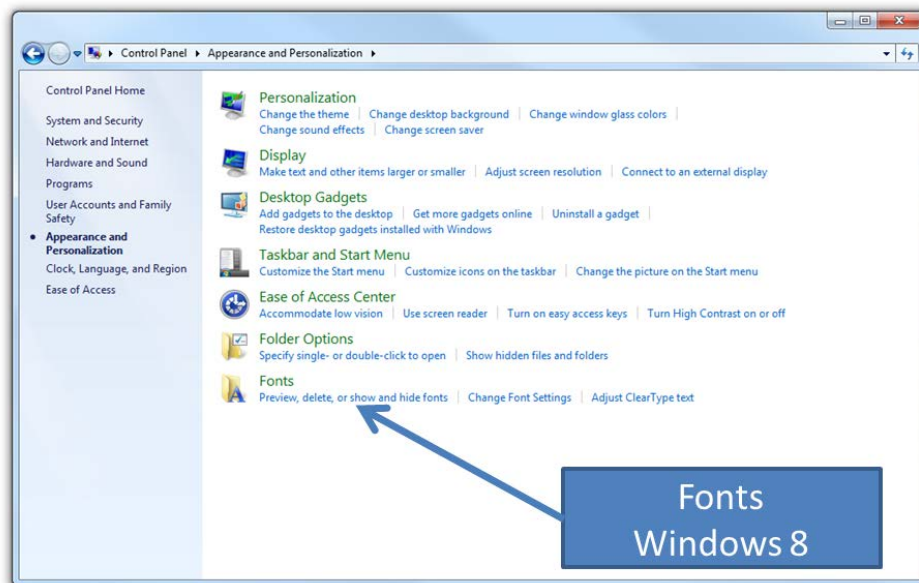 Control Panel Appearance and Personalization
Control Panel Home
System and Security
Network and Internet
Hardware and Sound
Programs
User Accounts and Family
Safety
Appearance and
Personalization
Clock, Language, and Region
Ease of Access
Personalization
Change the theme Change desktop background Change window glass colors
Change sound effects Change screen saver
Display
Make text and other items larger or smaller Adjust screen resolution Connect to an external display
Desktop Gadgets
Add gadgets to the desktop Get more gadgets online Uninstall a gadget
Restore desktop gadgets installed with Windows
Taskbar and Start Menu
Customize the Start menu Customize icons on the taskbar Change the picture on the Start menu
Ease of Access Center
Accommodate low vision Use screen reader Turn on easy access keys Turn High Contrast on or off
Folder Options
Specify single- or double-click to open Show hidden files and folders
Fonts
Preview, delete, or show and hide fonts Change Font Settings Adjust ClearType text
Fonts
Windows 8